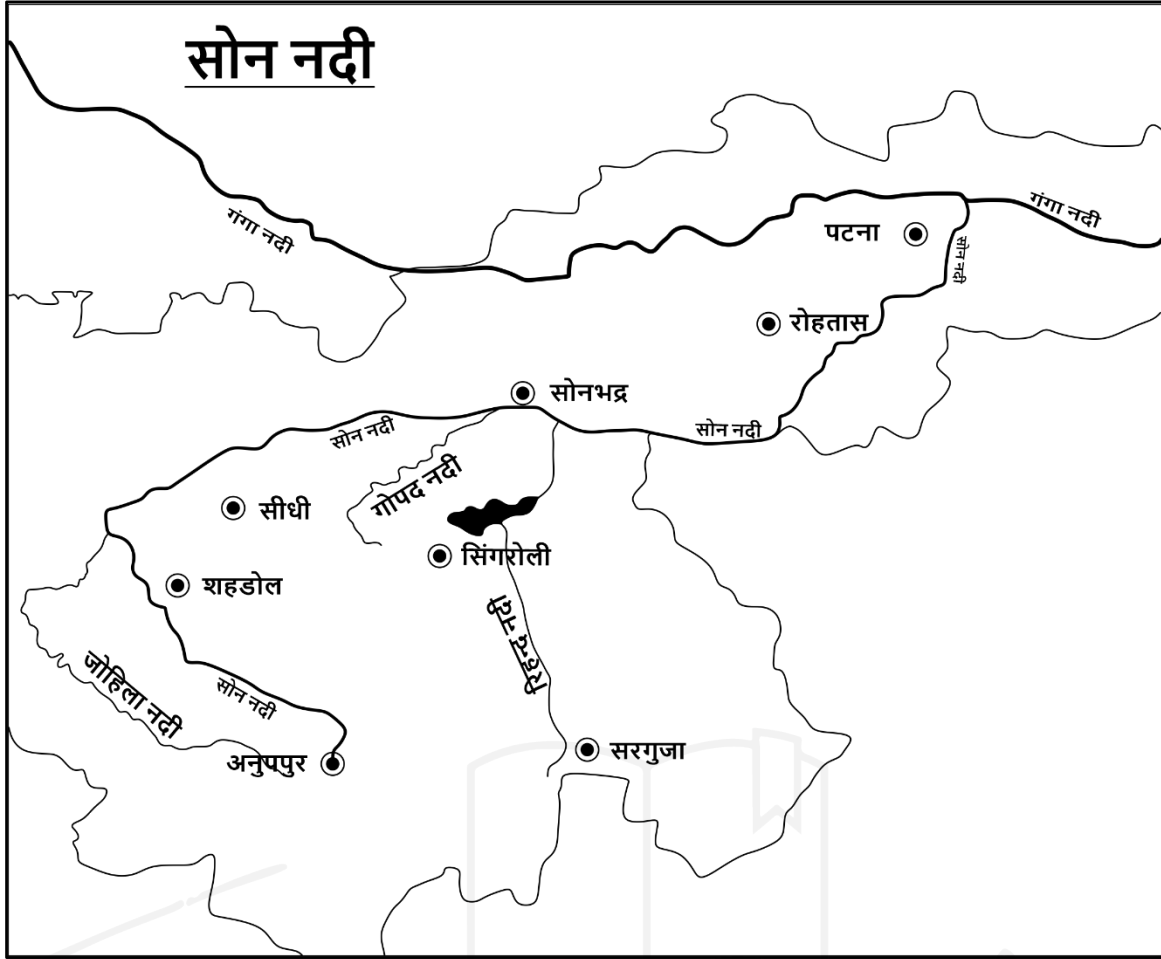 सोन नदी
गंगा नदी
गंगा नदी
पटना
सोन नदी
रोहतास
सोनभद्र
सोन नदी
सोन नदी
गोपद नदी
सीधी
सिंगरोली
शहडोल
रिहन्द नदी
जोहिला नदी
सोन नदी
सरगुजा
अनुपपुर